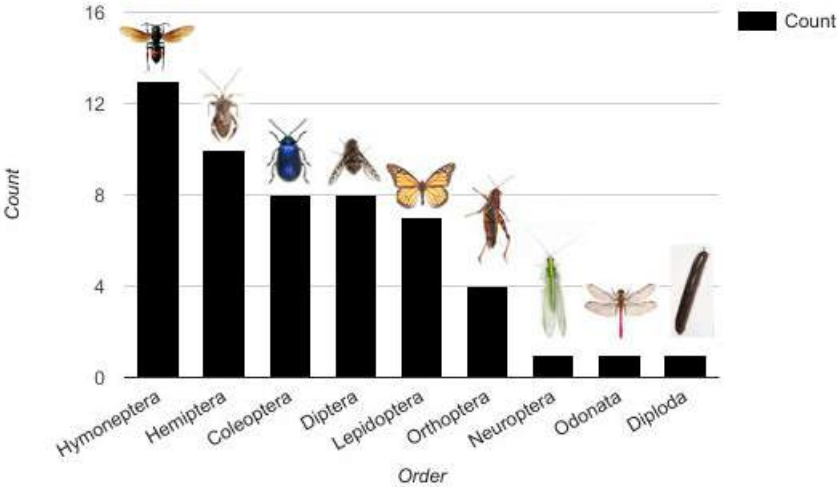 16
12
8
4
0
Count
Count
Hymoneptera
Hemiptera
Coleoptera
Diptera
Lepidoptera
Orthoptera
Neuroptera
Odonata
Diploda
Order